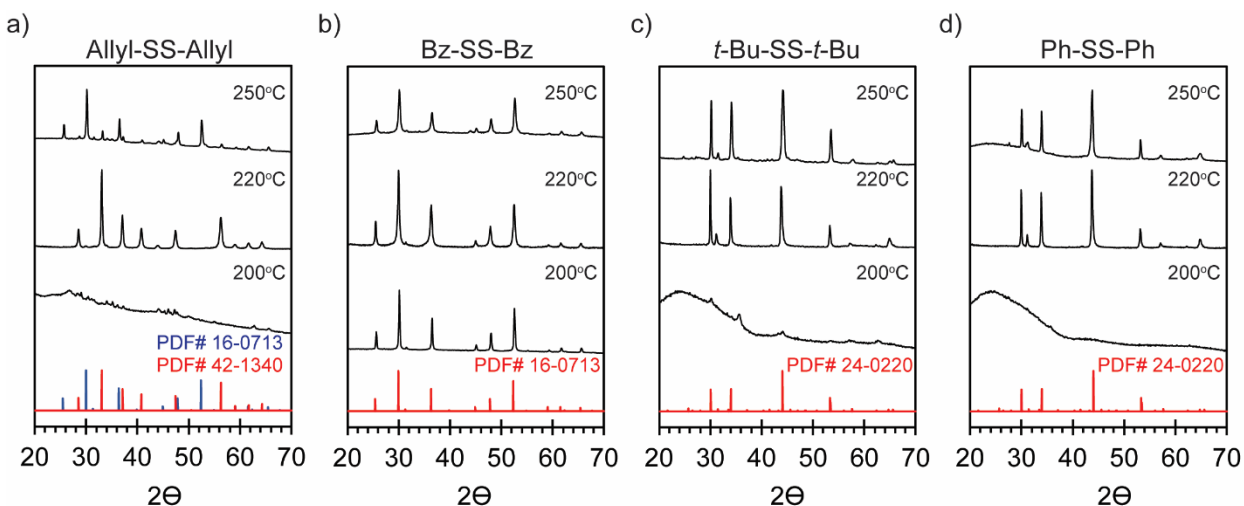 a)
Allyl-SS-Allyl
250°C
220°C
200°C
PDF# 16-0713
PDF# 42-1340
20 30 40 50 60 70
2Θ
b)
Bz-SS-Bz
250°C
220°C
200°C
PDF# 16-0713
20 30 40 50 60 70
2Θ
c)
t-Bu-SS-t-Bu
250°C
220°C
200°C
PDF# 24-0220
20 30 40 50 60 70
2Θ
d)
Ph-SS-Ph
250°C
220°C
200°C
PDF# 24-0220
20 30 40 50 60 70
2Θ